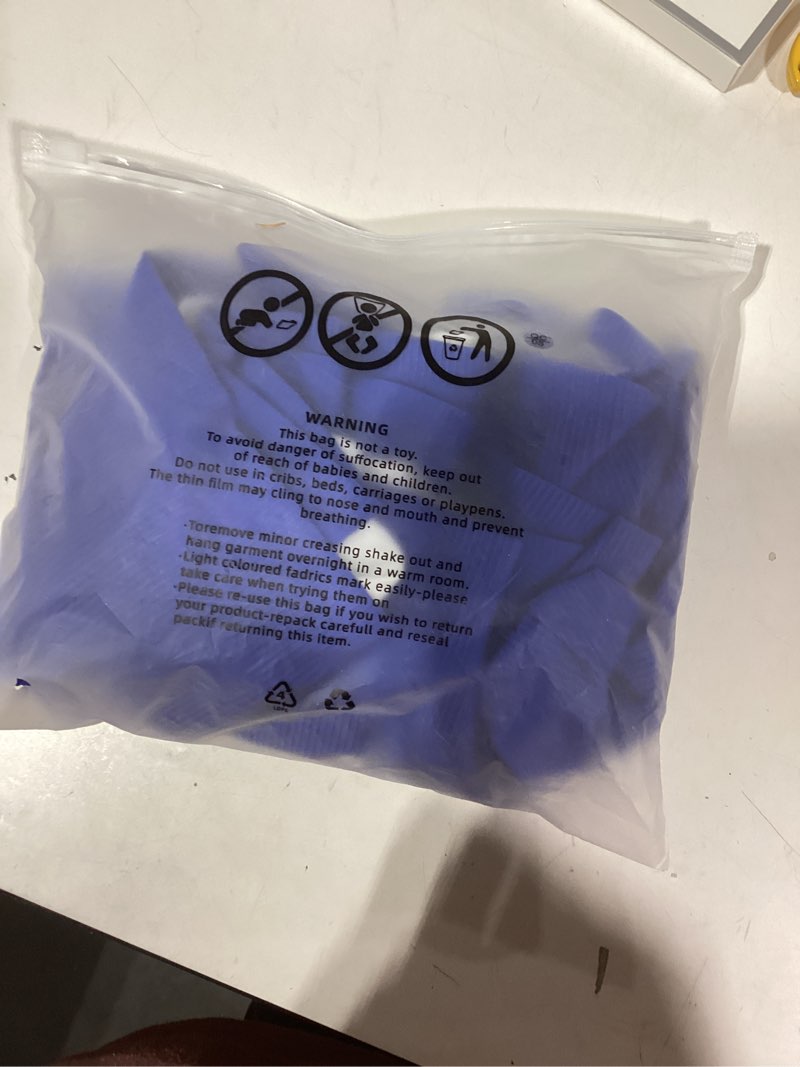 WARNING
This bag is not a toy.
To avoid danger of suffocation, keep out
of reach of babies and children.
Do not use in cribs, beds, carriages or playpens.
The thin film may cling to nose and mouth and prevent
breathing.
·Toremove minor creasing shake out and
hang garment overnight in a warm room.
·Light coloured fadrics mark easily-please
take care when trying them on
·Please re-use this bag if you wish to return
your product-repack carefull and reseal
packif returning this item.
4
LDPE